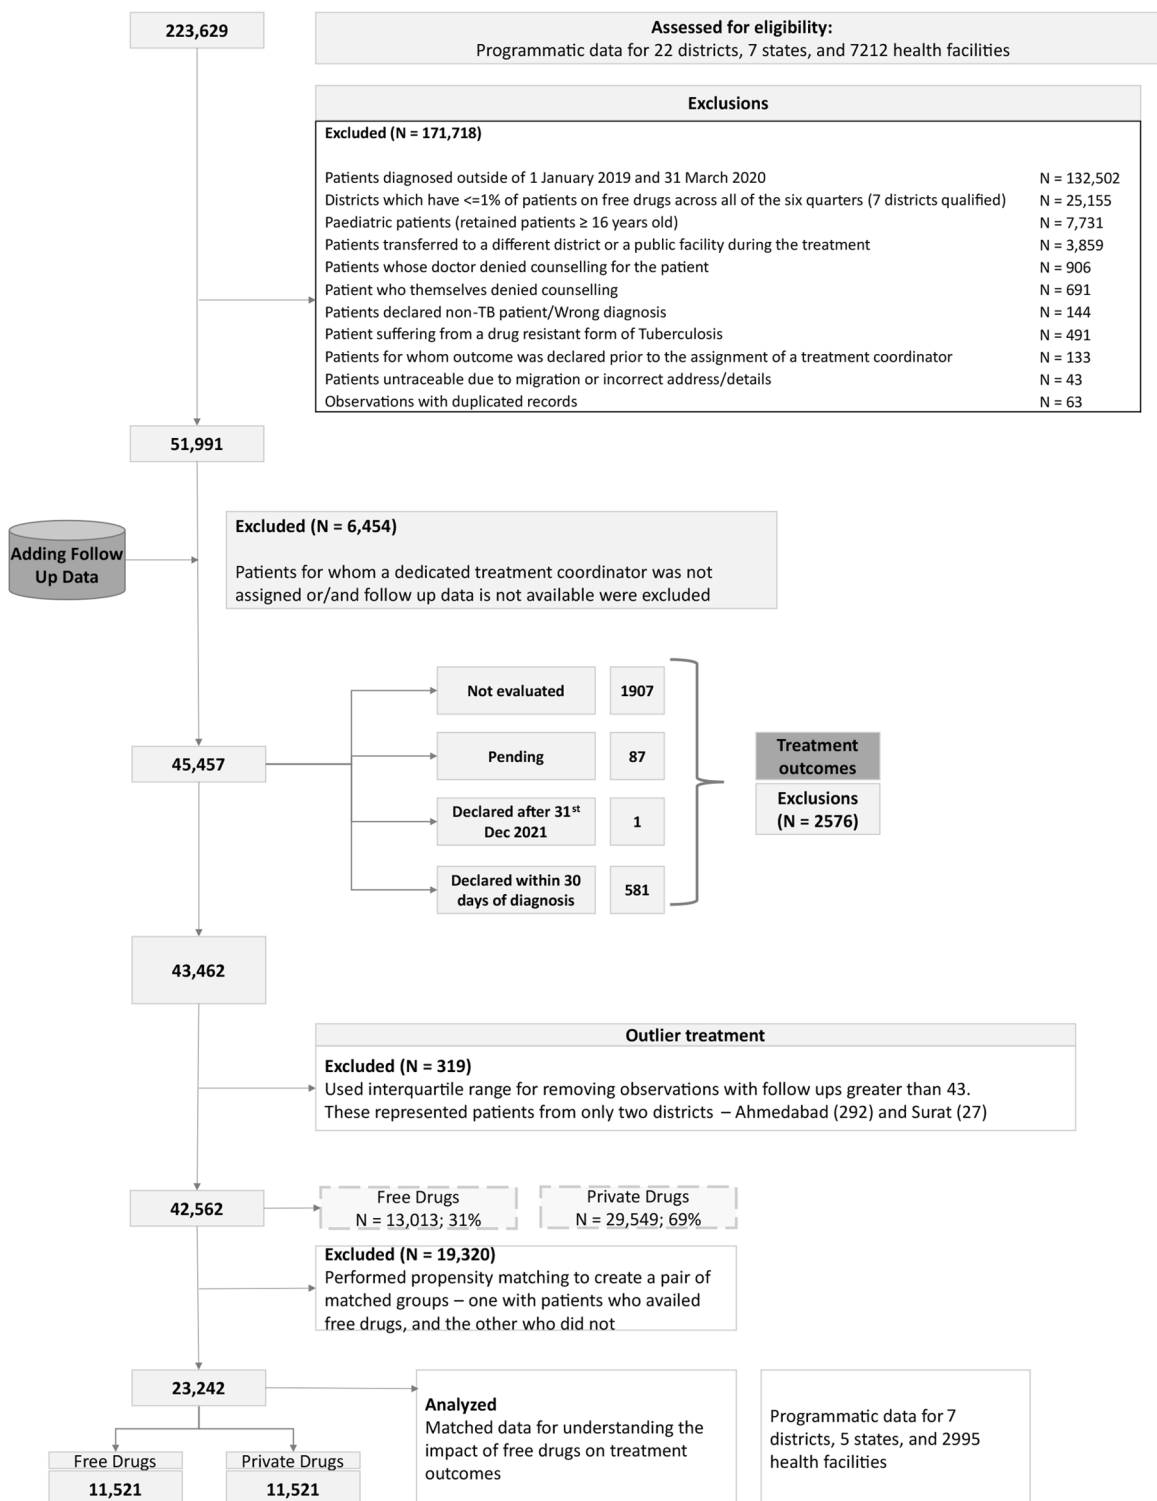 223,629
Assessed for eligibility:
Programmatic data for 22 districts, 7 states, and 7212 health facilities
Exclusions
Excluded (N = 171,718)
Patients diagnosed outside of 1 January 2019 and 31 March 2020 N = 132,502
Districts which have <=1% of patients on free drugs across all of the six quarters (7 districts qualified) N = 25,155
Paediatric patients (retained patients ≥ 16 years old) N = 7,731
Patients transferred to a different district or a public facility during the treatment N = 3,859
Patients whose doctor denied counselling for the patient N = 906
Patient who themselves denied counselling N = 691
Patients declared non-TB patient/Wrong diagnosis N = 144
Patient suffering from a drug resistant form of Tuberculosis N = 491
Patients for whom outcome was declared prior to the assignment of a treatment coordinator N = 133
Patients untraceable due to migration or incorrect address/details N = 43
Observations with duplicated records N = 63
51,991
Adding Follow
Up Data
Excluded (N = 6,454)
Patients for whom a dedicated treatment coordinator was not
assigned or/and follow up data is not available were excluded
45,457
Not evaluated 1907
Pending 87
Declared after 31st
Dec 2021
1
Declared within 30
days of diagnosis
581
Treatment
outcomes
Exclusions
(N = 2576)
43,462
Outlier treatment
Excluded (N = 319)
Used interquartile range for removing observations with follow ups greater than 43.
These represented patients from only two districts – Ahmedabad (292) and Surat (27)
42,562
Free Drugs
N = 13,013; 31%
Private Drugs
N = 29,549; 69%
Excluded (N = 19,320)
Performed propensity matching to create a pair of
matched groups – one with patients who availed
free drugs, and the other who did not
23,242
Free Drugs
11,521
Private Drugs
11,521
Analyzed
Matched data for understanding the
impact of free drugs on treatment
outcomes
Programmatic data for 7
districts, 5 states, and 2995
health facilities